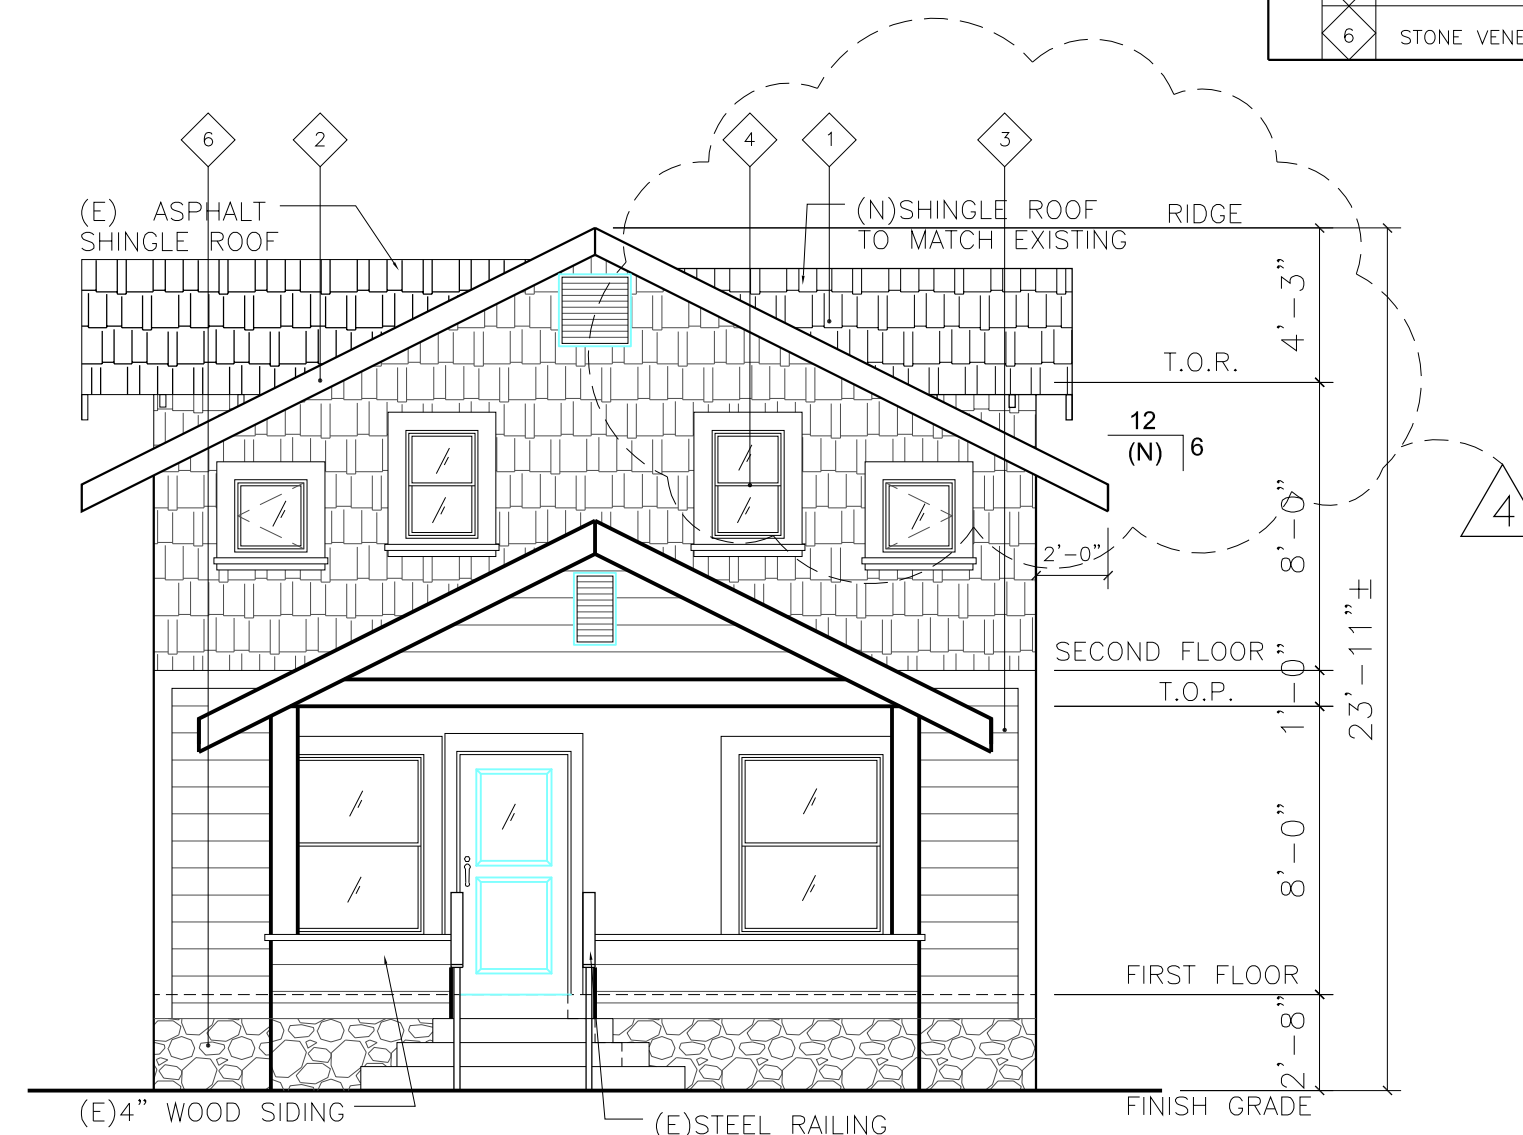 6
STONE VENE
6
2
4
1
3
(E) ASPHALT
SHINGLE ROOF
(N)SHINGLE ROOF
TO MATCH EXISTING
RIDGE
4'-3"
T.O.R.
12
(N)
6
4
8'-0"
2'-0"
23'-11"±
SECOND FLOOR
1'-0"
T.O.P.
8'-0"
FIRST FLOOR
2'-8"
FINISH GRADE
(E)4" WOOD SIDING
(E)STEEL RAILING